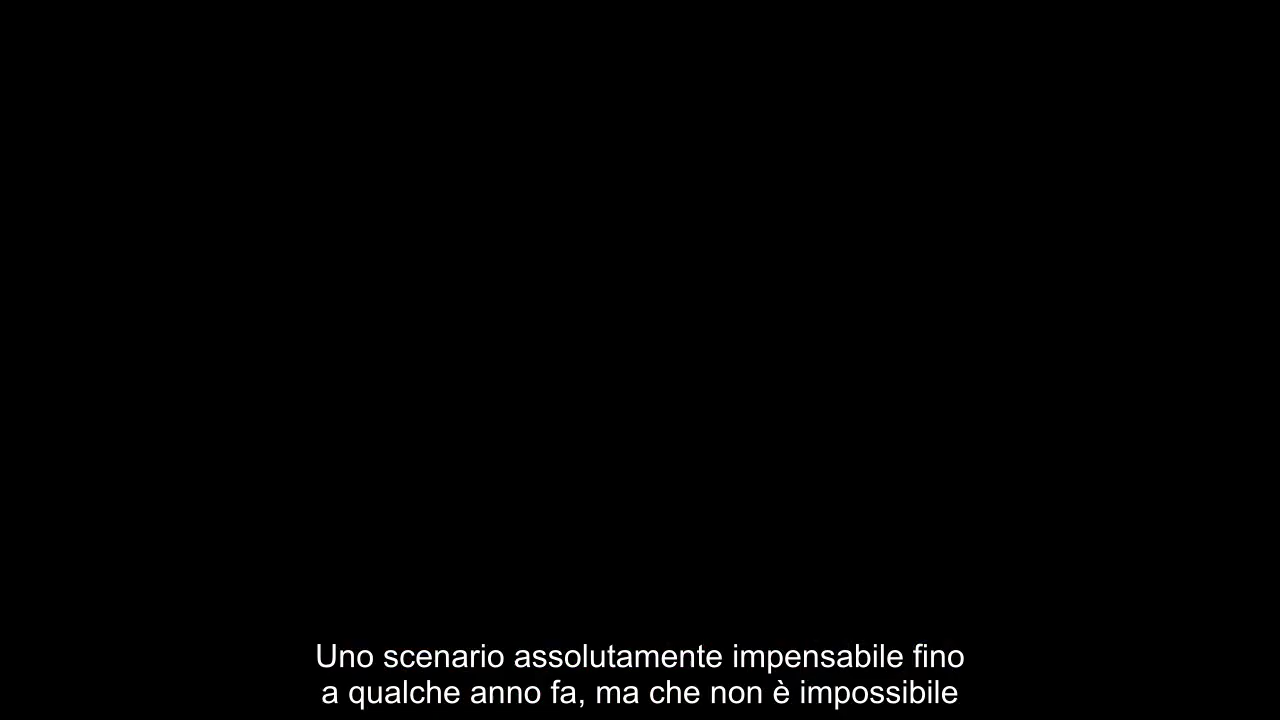 Uno scenario assolutamente impensabile fino
a qualche anno fa, ma che non è impossibile